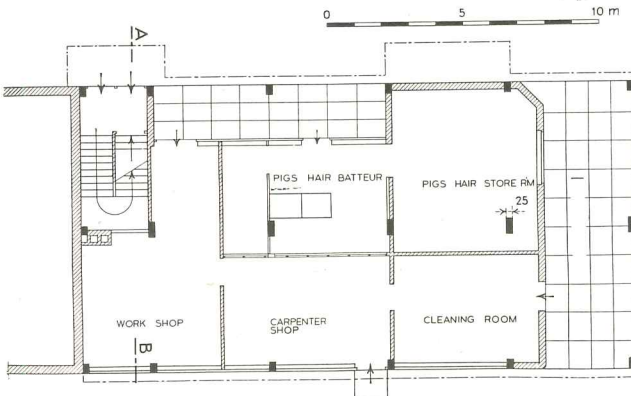 0 5 10 m
A
PIGS HAIR BATTEUR
PIGS HAIR STORE RM
25
WORK SHOP
CARPENTER
SHOP
CLEANING ROOM
B